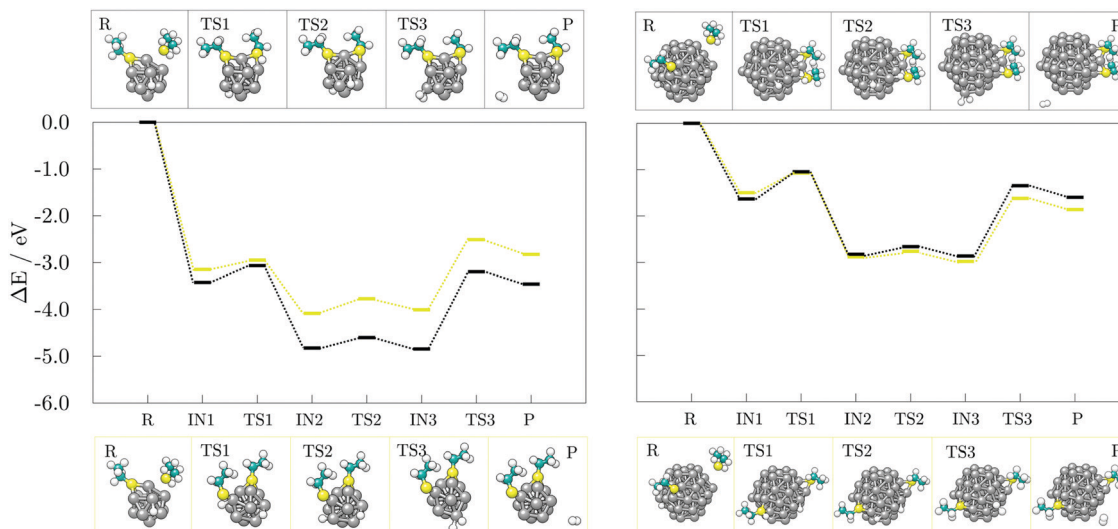 R TS1 TS2 TS3 P
R TS1 TS2 TS3 P
0.0
-1.0
-2.0
-3.0
-4.0
-5.0
-6.0
ΔE / eV
R IN1 TS1 IN2 TS2 IN3 TS3 P
R IN1 TS1 IN2 TS2 IN3 TS3 P
R TS1 TS2 TS3 P
R TS1 TS2 TS3 P